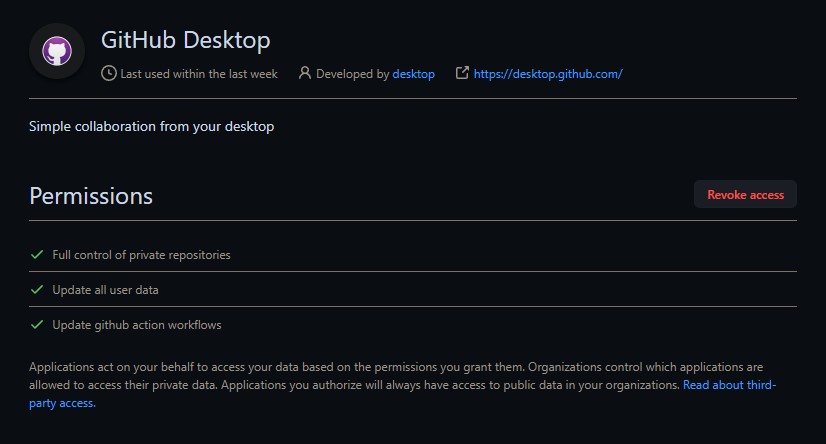 GitHub Desktop
Last used within the last week Developed by desktop https://desktop.github.com/
Simple collaboration from your desktop
Permissions
Revoke access
Full control of private repositories
Update all user data
Update github action workflows
Applications act on your behalf to access your data based on the permissions you grant them. Organizations control which applications are
allowed to access their private data. Applications you authorize will always have access to public data in your organizations. Read about third-
party access.